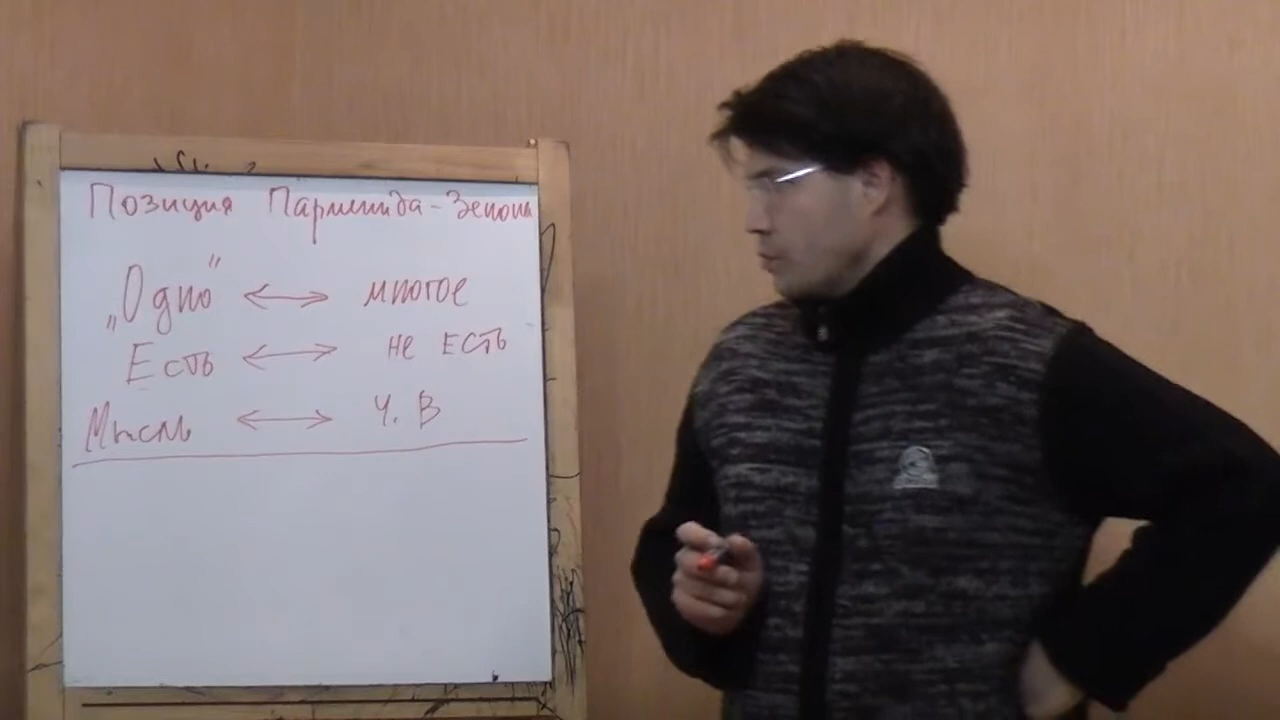 Позиция Парменида - Зенона
„Одно" ⟷ многое
Есть ⟷ не есть
Мысль ⟷ Ч. В